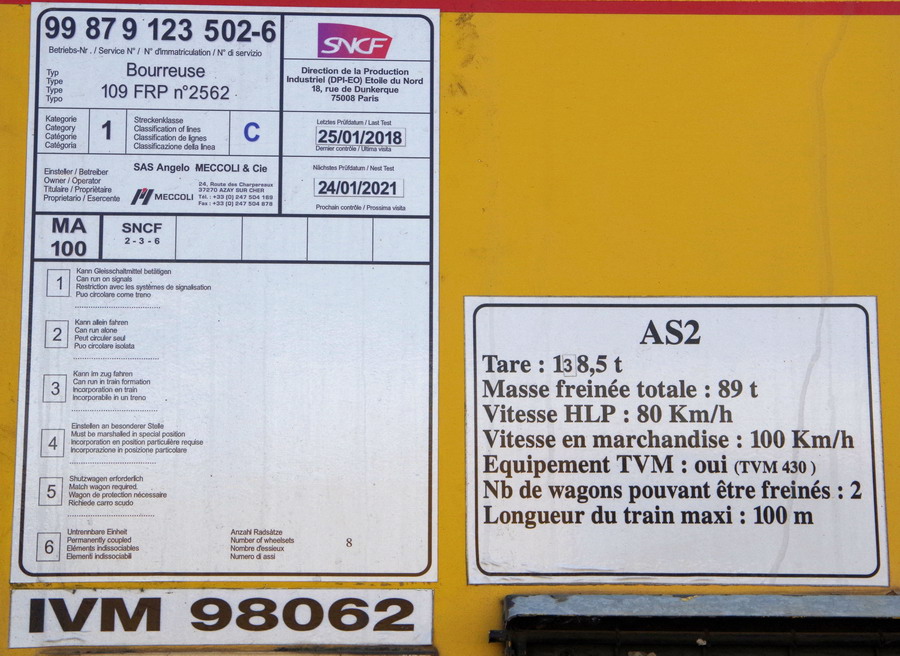 99 87 9 123 502-6
Betriebs-Nr. / Service N° / N° d'immatriculation / N° di servizio
Typ
Type
Type
Typo
Bourreuse
109 FRP n°2562
SNCF
Direction de la Production
Industriel (DPI-EO) Etoile du Nord
18, rue de Dunkerque
75008 Paris
Kategorie
Category
Catégorie
Catégoria
1
Streckenklasse
Classification of lines
Classification de lignes
Classificazione della linea
C
Letztes Prüfdatum / Last Test
25/01/2018
Dernier contrôle / Ultima visita
Einsteller / Betreiber
Owner / Operator
Titulaire / Propriétaire
Proprietario / Esercente
SAS Angelo MECCOLI & Cie
MECCOLI
24, Route des Charpereaux
37270 AZAY SUR CHER
Tél. : +33 (0) 247 504 189
Fax : +33 (0) 247 504 878
Nächstes Prüfdatum / Nest Test
24/01/2021
Prochain contrôle / Prossima visita
MA
100
SNCF
2 - 3 - 6
1
Kann Gleisschaltmittel betätigen
Can run on signals
Restriction avec les systèmes de signalisation
Puo circolare come treno
2
Kann allein fahren
Can run alone
Peut circuler seul
Puo circolare isolata
3
Kann im zug fahren
Can run in train formation
Incorporation en train
Incorporabile in un treno
4
Einstellen an besonderer Stelle
Must be marshalled in special position
Incorporation en position particulière requise
Incorporazione in posizione particolare
5
Shutzwagen erforderlich
Match wagon required.
Wagon de protection nécessaire
Richiede carro scudo
6
Untrennbare Einheit
Permanently coupled
Eléments indissociables
Elementi indissociabili
Anzahl Radsätze
Number of wheelsets
Nombre d'essieux
Numero di assi
8
IVM 98062
AS2
Tare : 138,5 t
Masse freinée totale : 89 t
Vitesse HLP : 80 Km/h
Vitesse en marchandise : 100 Km/h
Equipement TVM : oui (TVM 430 )
Nb de wagons pouvant être freinés : 2
Longueur du train maxi : 100 m